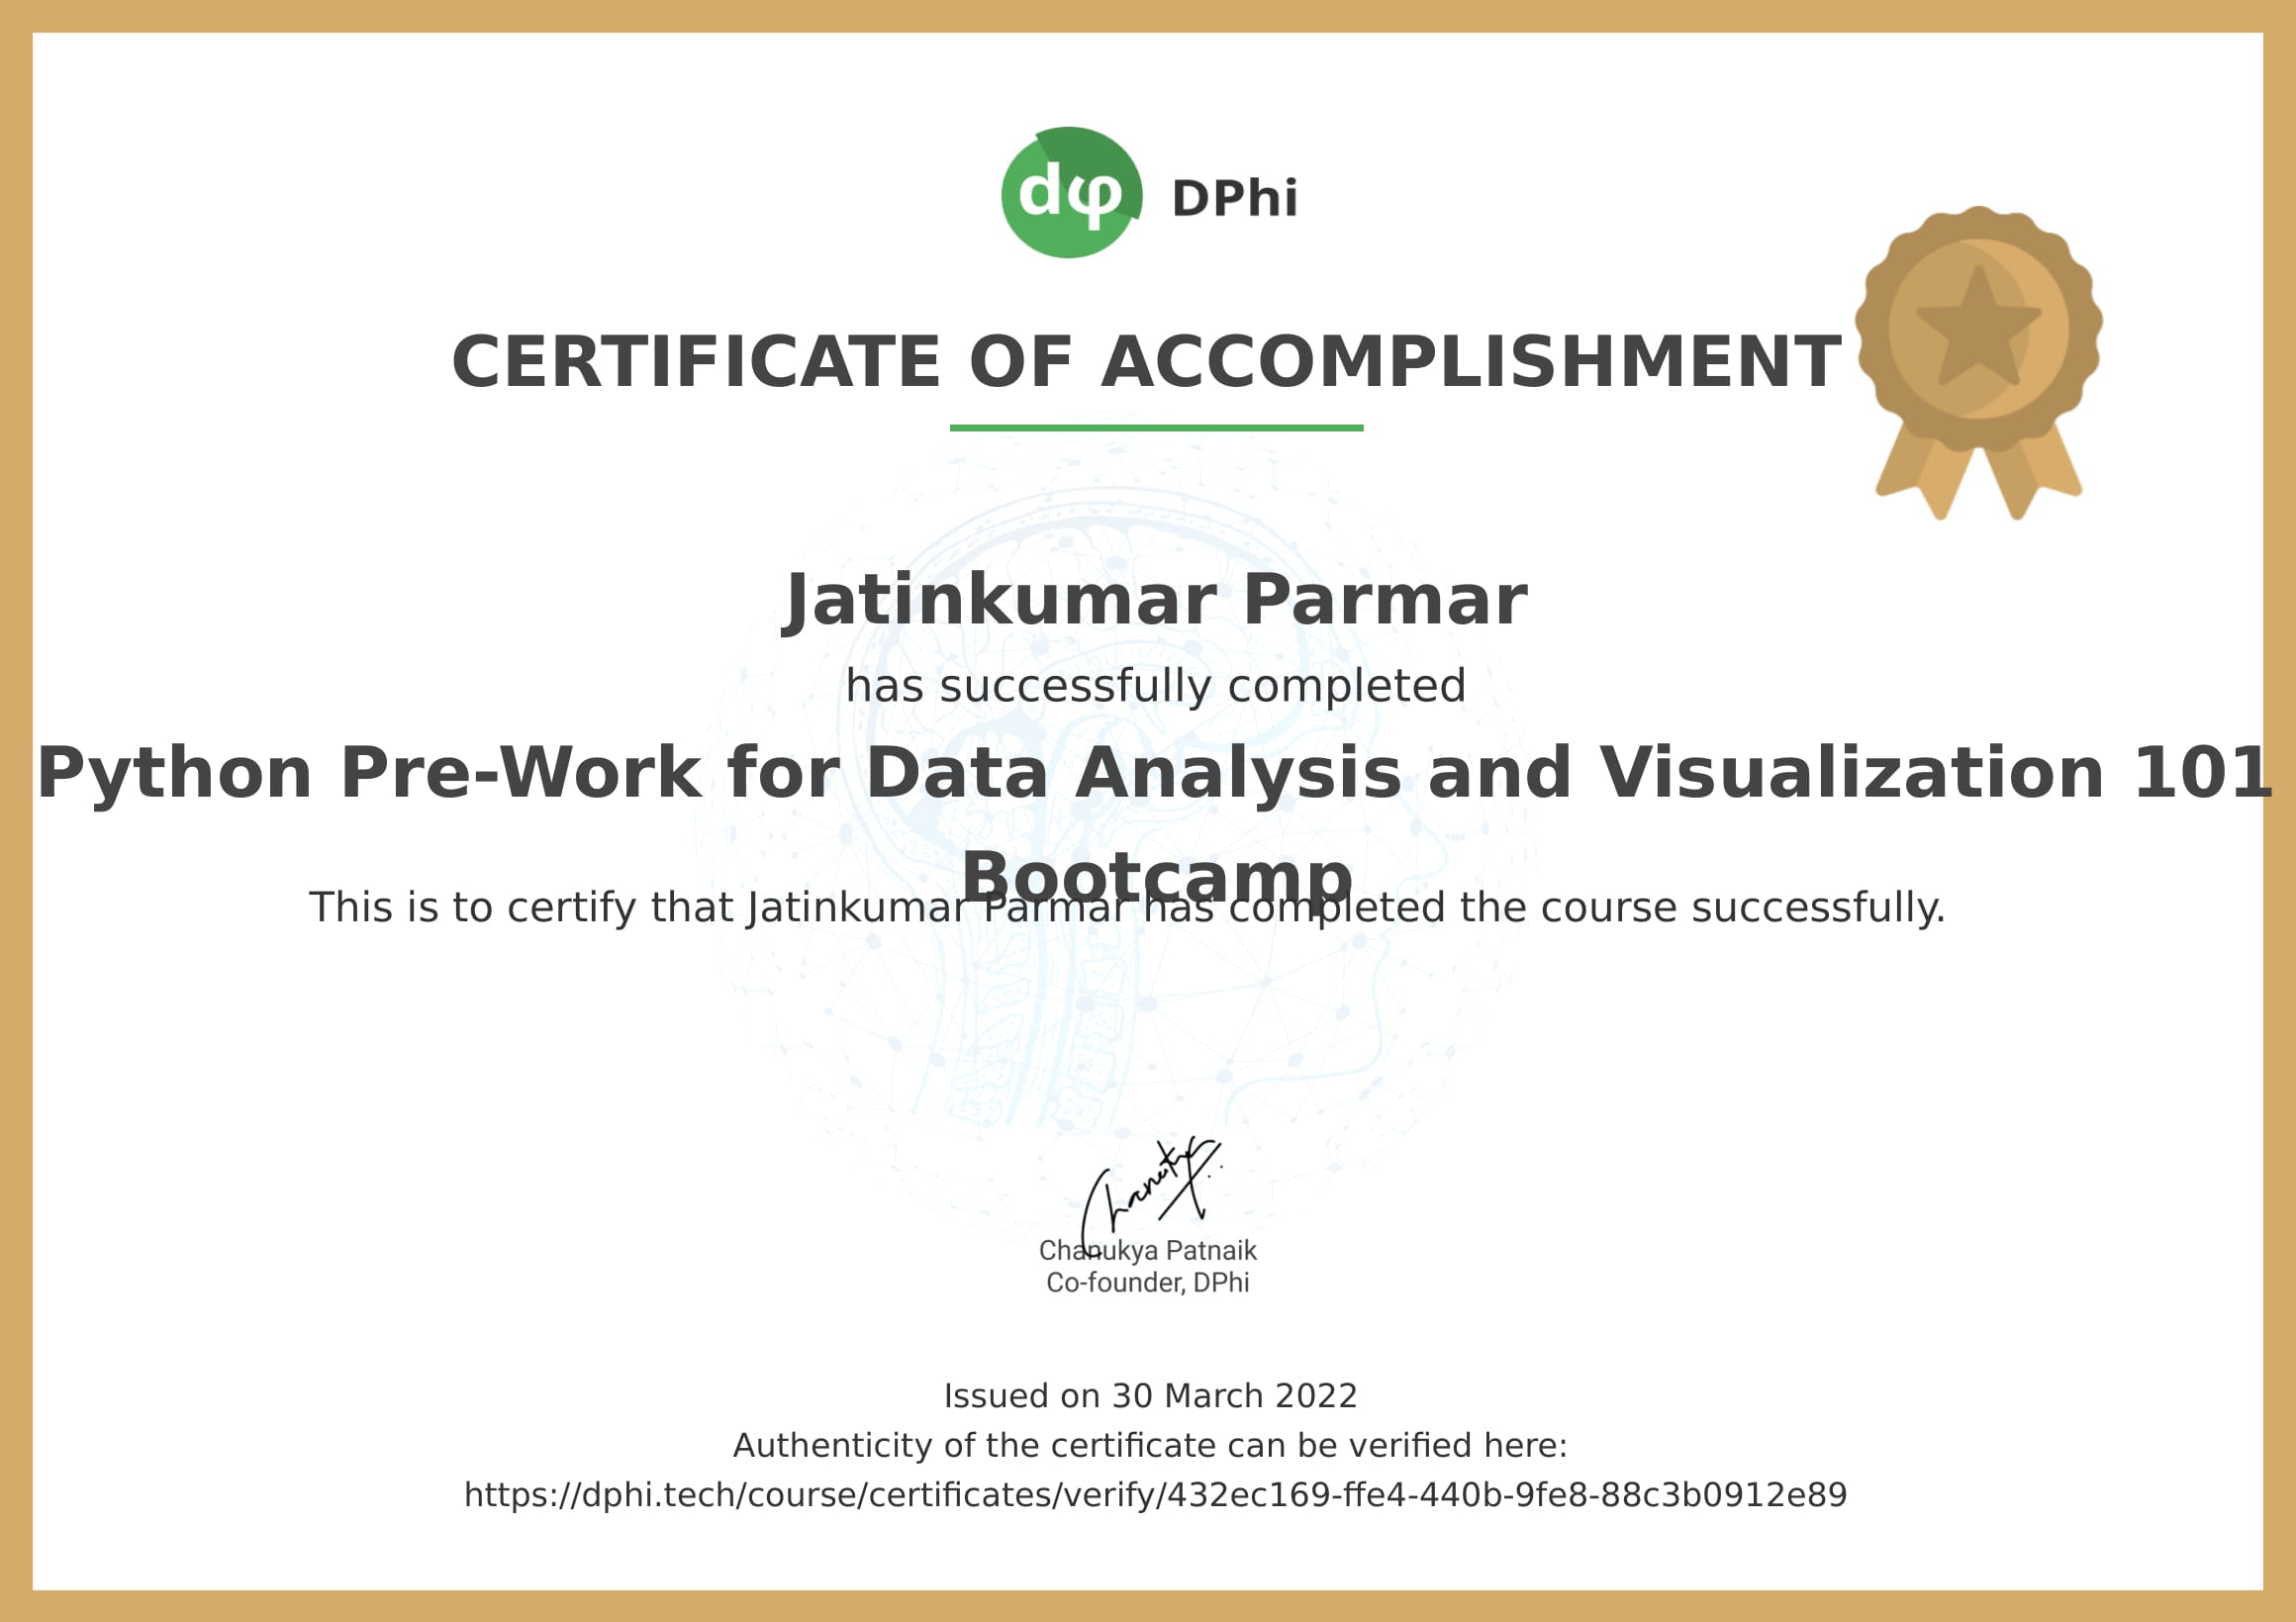 dφ DPhi
CERTIFICATE OF ACCOMPLISHMENT
Jatinkumar Parmar
has successfully completed
Python Pre-Work for Data Analysis and Visualization 101
Bootcamp
This is to certify that Jatinkumar Parmar has completed the course successfully.
Chanukya Patnaik
Co-founder, DPhi
Issued on 30 March 2022
Authenticity of the certificate can be verified here:
https://dphi.tech/course/certificates/verify/432ec169-ffe4-440b-9fe8-88c3b0912e89